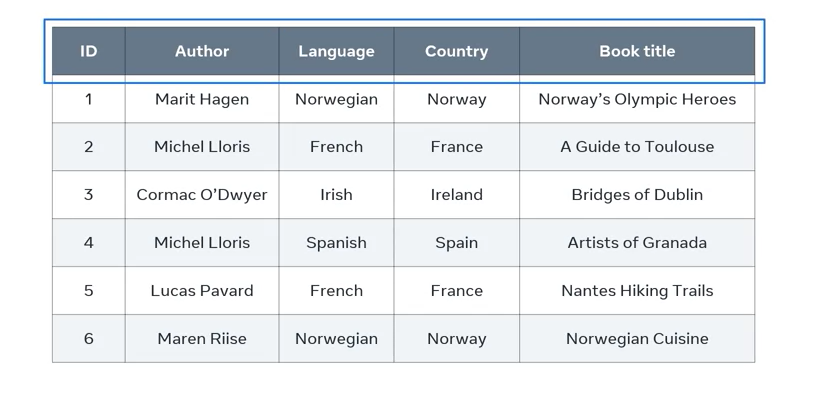 ID Author Language Country Book title
1 Marit Hagen Norwegian Norway Norway’s Olympic Heroes
2 Michel Lloris French France A Guide to Toulouse
3 Cormac O’Dwyer Irish Ireland Bridges of Dublin
4 Michel Lloris Spanish Spain Artists of Granada
5 Lucas Pavard French France Nantes Hiking Trails
6 Maren Riise Norwegian Norway Norwegian Cuisine